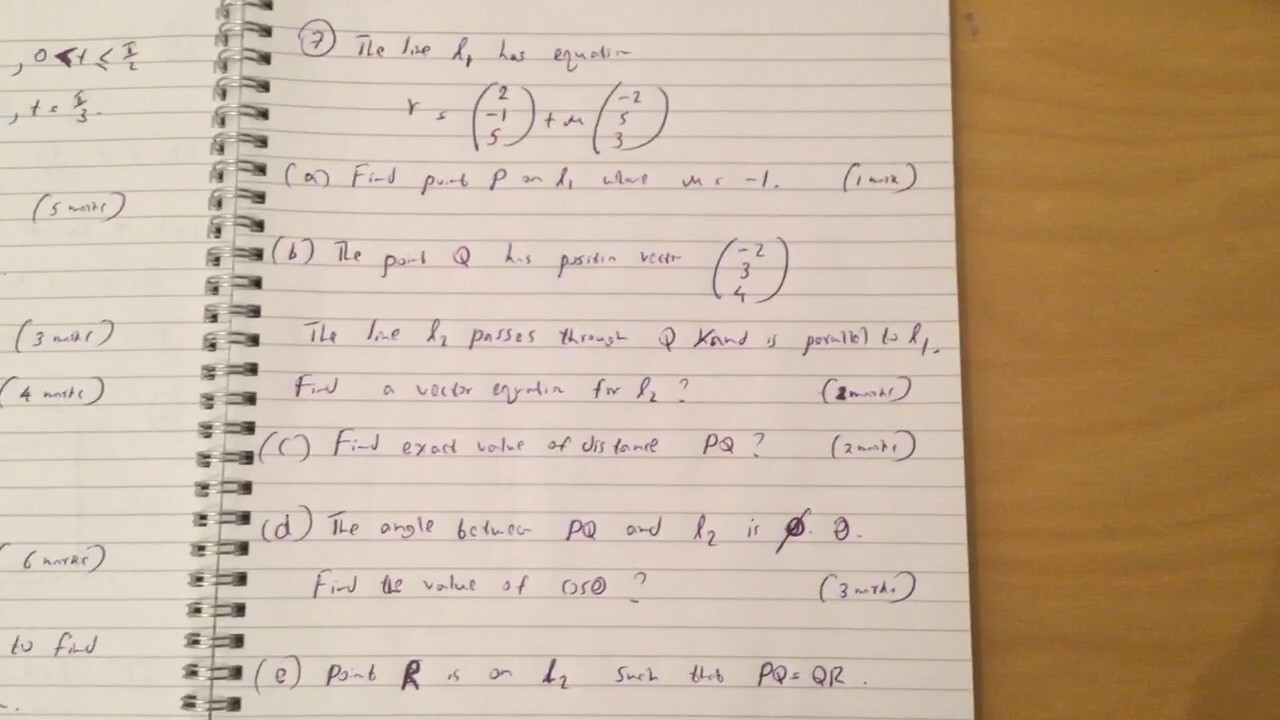 , 0 < t ≤ π/2
, t = π/3.
(5 marks)
(3 marks)
(4 marks)
(6 marks)
to find
⑦ The line l₁ has equation
r = (2 -1 5) + μ (-2 5 3)
(a) Find point P on l₁ where μ = -1. (1 mark)
(b) The point Q has position vector (-2 3 4)
The line l₂ passes through Q and is parallel to l₁.
Find a vector equation for l₂? (2 marks)
(c) Find exact value of distance PQ? (2 marks)
(d) The angle between PQ and l₂ is θ.
Find the value of cosθ? (3 marks)
(e) Point R is on l₂ such that PQ = QR.